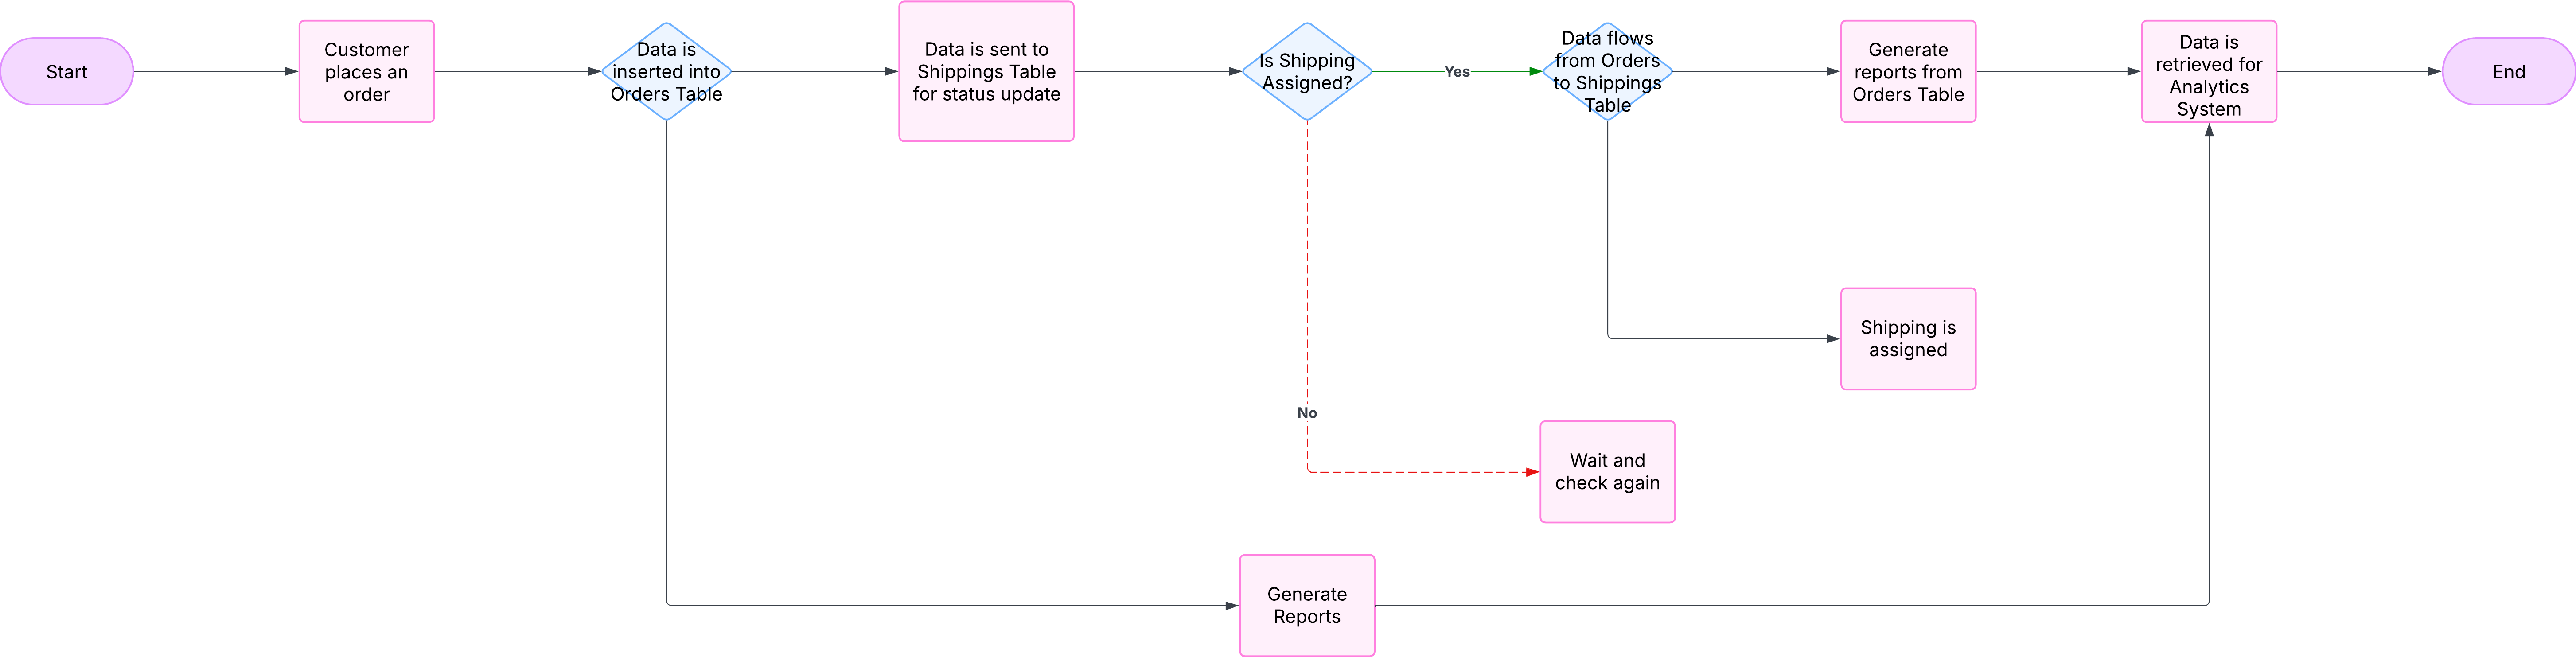 Start
Customer
places an
order
Data is
inserted into
Orders Table
Data is sent to
Shippings Table
for status update
Is Shipping
Assigned?
Yes
Data flows
from Orders
to Shippings
Table
Generate
reports from
Orders Table
Data is
retrieved for
Analytics
System
End
Shipping is
assigned
No
Wait and
check again
Generate
Reports